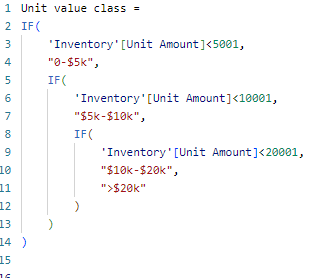 1 Unit value class =
2 IF(
3 'Inventory'[Unit Amount]<5001,
4 "0-$5k",
5 IF(
6 'Inventory'[Unit Amount]<10001,
7 "$5k-$10k",
8 IF(
9 'Inventory'[Unit Amount]<20001,
10 "$10k-$20k",
11 ">$20k"
12 )
13 )
14 )
15